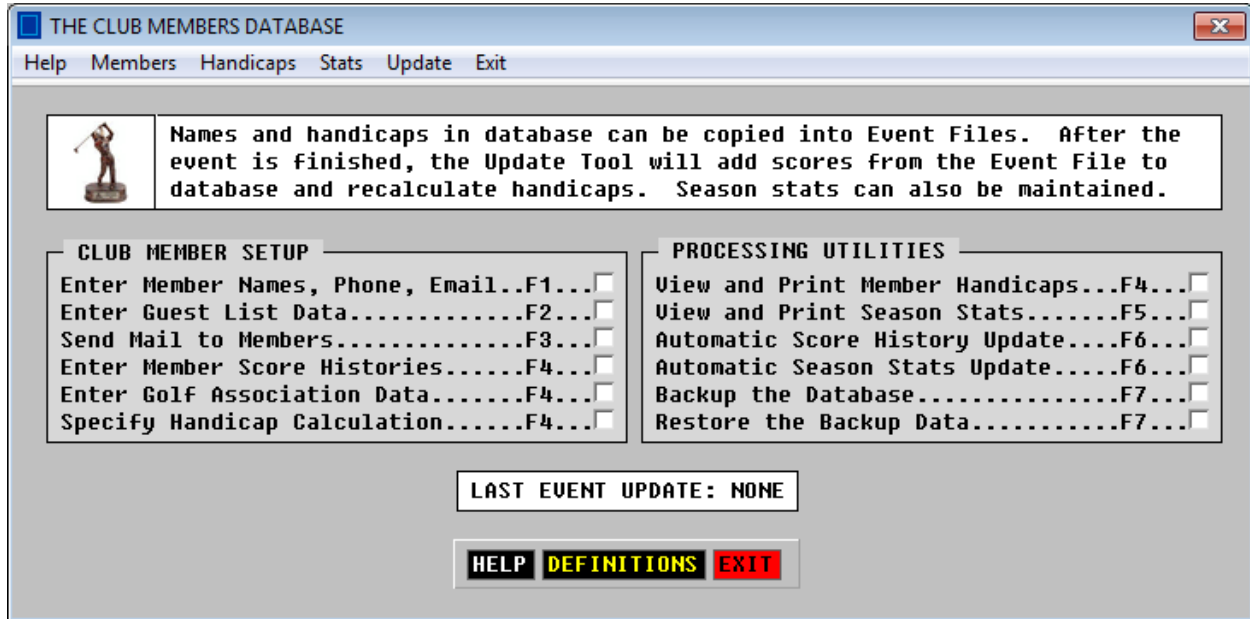 THE CLUB MEMBERS DATABASE
Help Members Handicaps Stats Update Exit
Names and handicaps in database can be copied into Event Files.  After the
event is finished, the Update Tool will add scores from the Event File to
database and recalculate handicaps.  Season stats can also be maintained.
CLUB MEMBER SETUP
Enter Member Names, Phone, Email..F1...
Enter Guest List Data.............F2...
Send Mail to Members..............F3...
Enter Member Score Histories......F4...
Enter Golf Association Data.......F4...
Specify Handicap Calculation......F4...
PROCESSING UTILITIES
View and Print Member Handicaps...F4...
View and Print Season Stats.......F5...
Automatic Score History Update....F6...
Automatic Season Stats Update.....F6...
Backup the Database...............F7...
Restore the Backup Data...........F7...
LAST EVENT UPDATE: NONE
HELP DEFINITIONS EXIT